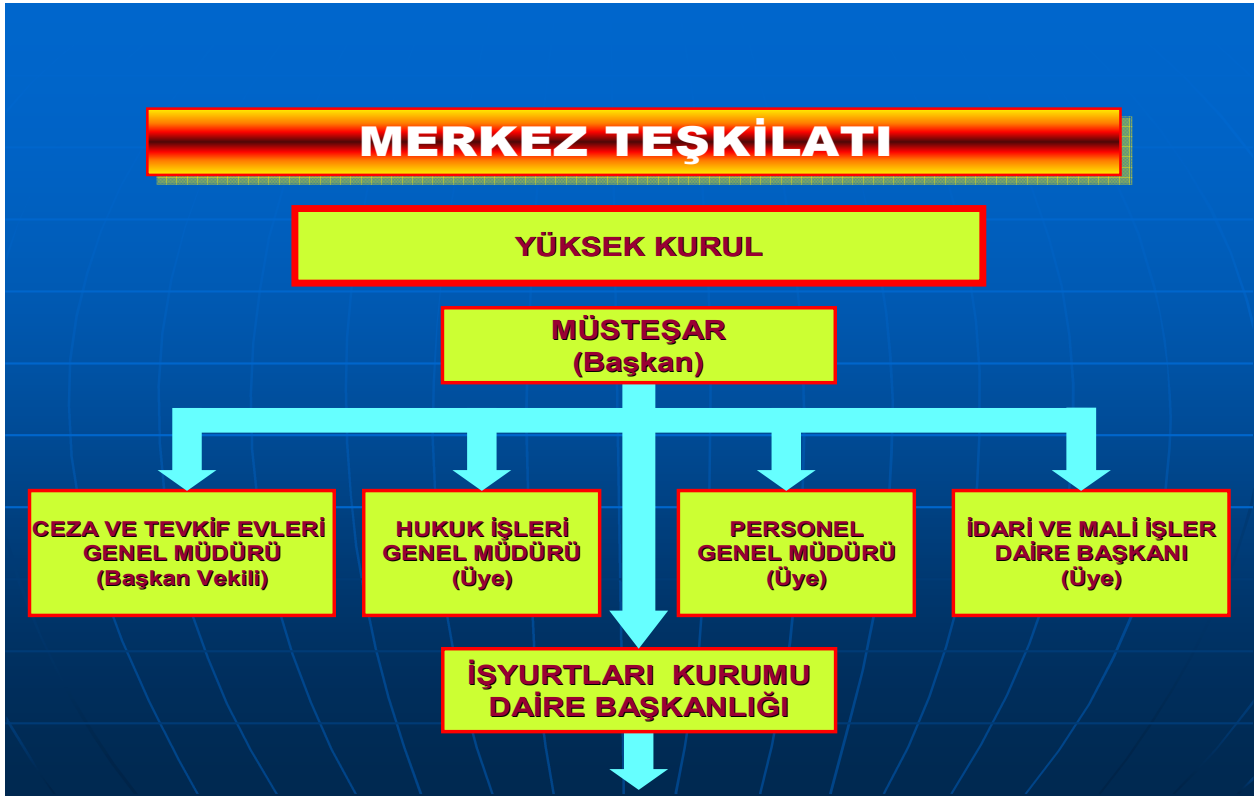 MERKEZ TEŞKİLATI
YÜKSEK KURUL
MÜSTEŞAR
(Başkan)
CEZA VE TEVKİF EVLERİ
GENEL MÜDÜRÜ
(Başkan Vekili)
HUKUK İŞLERİ
GENEL MÜDÜRÜ
(Üye)
PERSONEL
GENEL MÜDÜRÜ
(Üye)
İDARİ VE MALİ İŞLER
DAİRE BAŞKANI
(Üye)
İŞYURTLARI KURUMU
DAİRE BAŞKANLIĞI